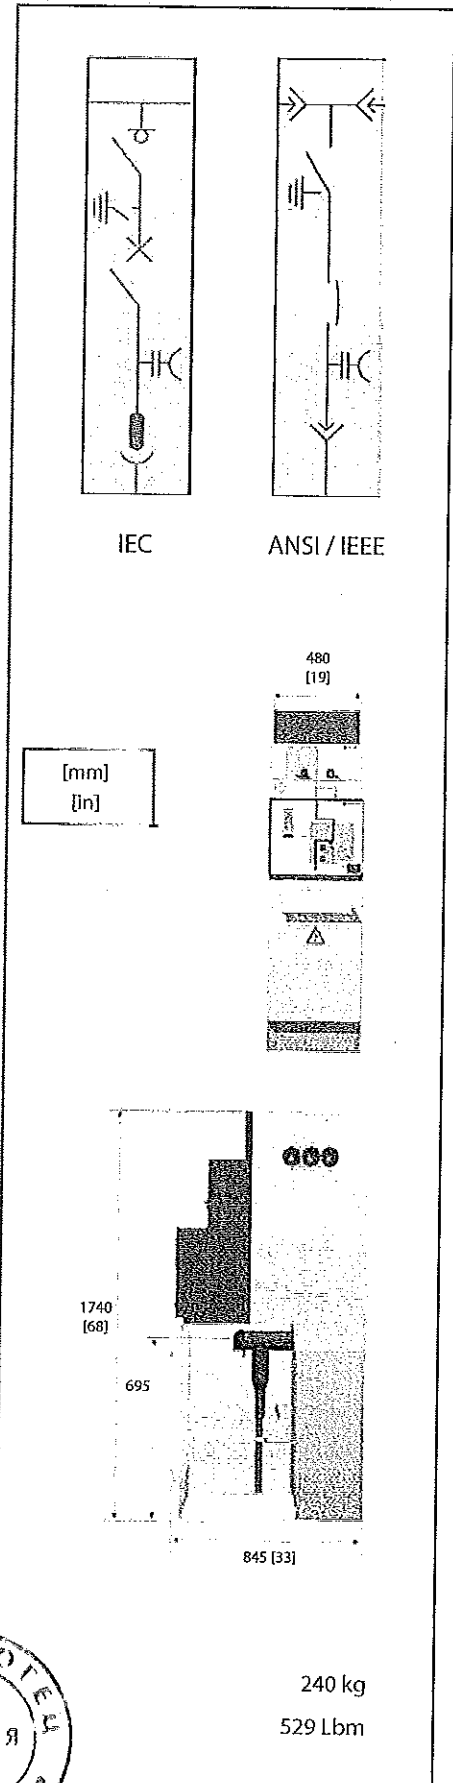 IEC
ANSI / IEEE
480
[19]
[mm]
[in]
1740
[68]
695
845 [33]
240 kg
529 Lbm